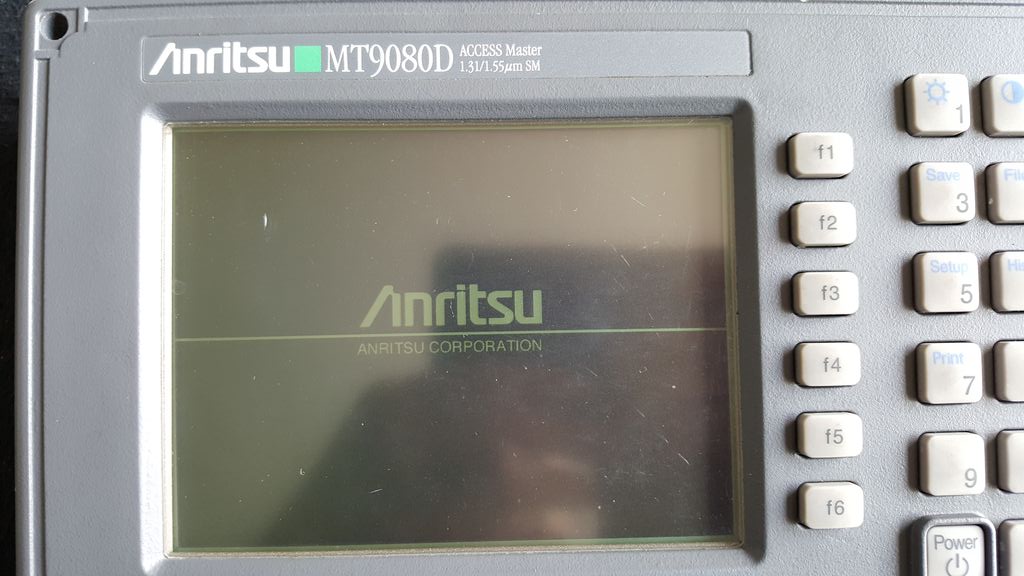 Anritsu MT9080D ACCESS Master
1.31/1.55µm SM
Anritsu
ANRITSU CORPORATION
f1
f2
f3
f4
f5
f6
1
Save
3
Setup
5
Print
7
9
Power